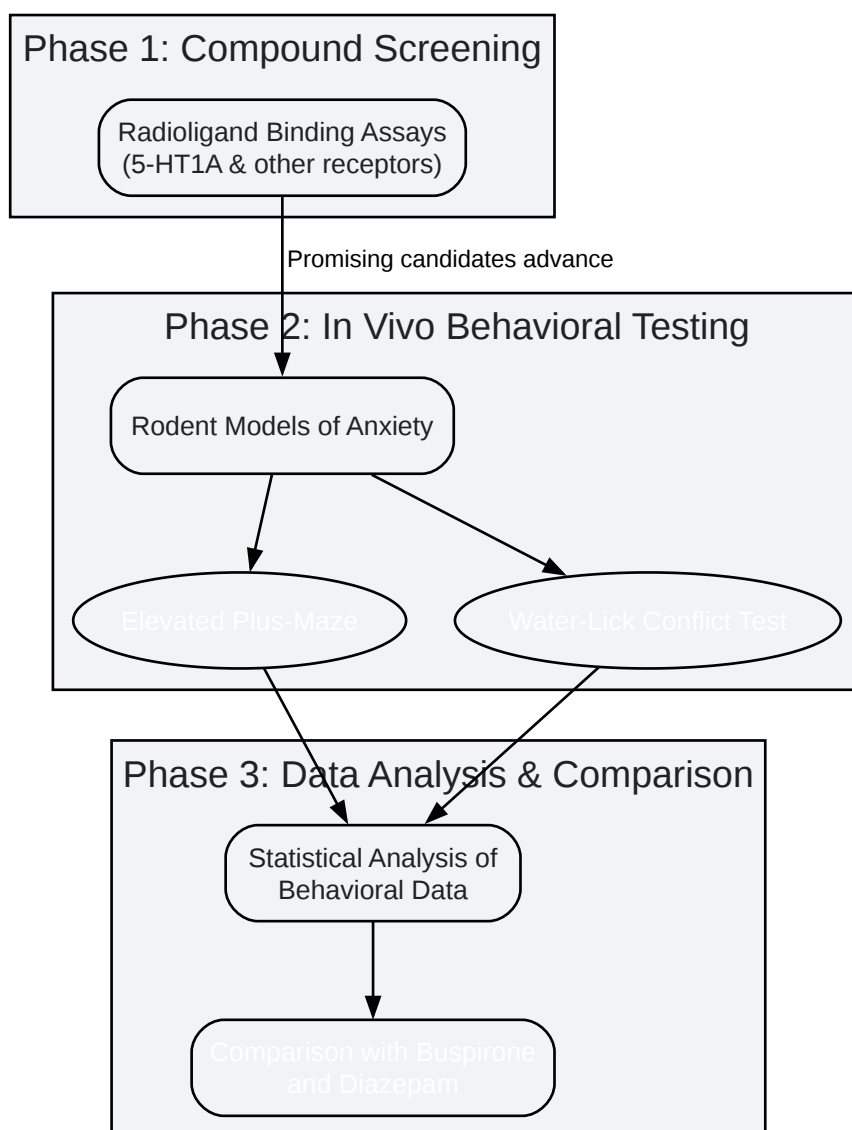 Phase 1: Compound Screening
Radioligand Binding Assays
(5-HT1A & other receptors)
Promising candidates advance
Phase 2: In Vivo Behavioral Testing
Rodent Models of Anxiety
Elevated Plus-Maze
Water-Lick Conflict Test
Phase 3: Data Analysis & Comparison
Statistical Analysis of
Behavioral Data
Comparison with Buspirone
and Diazepam